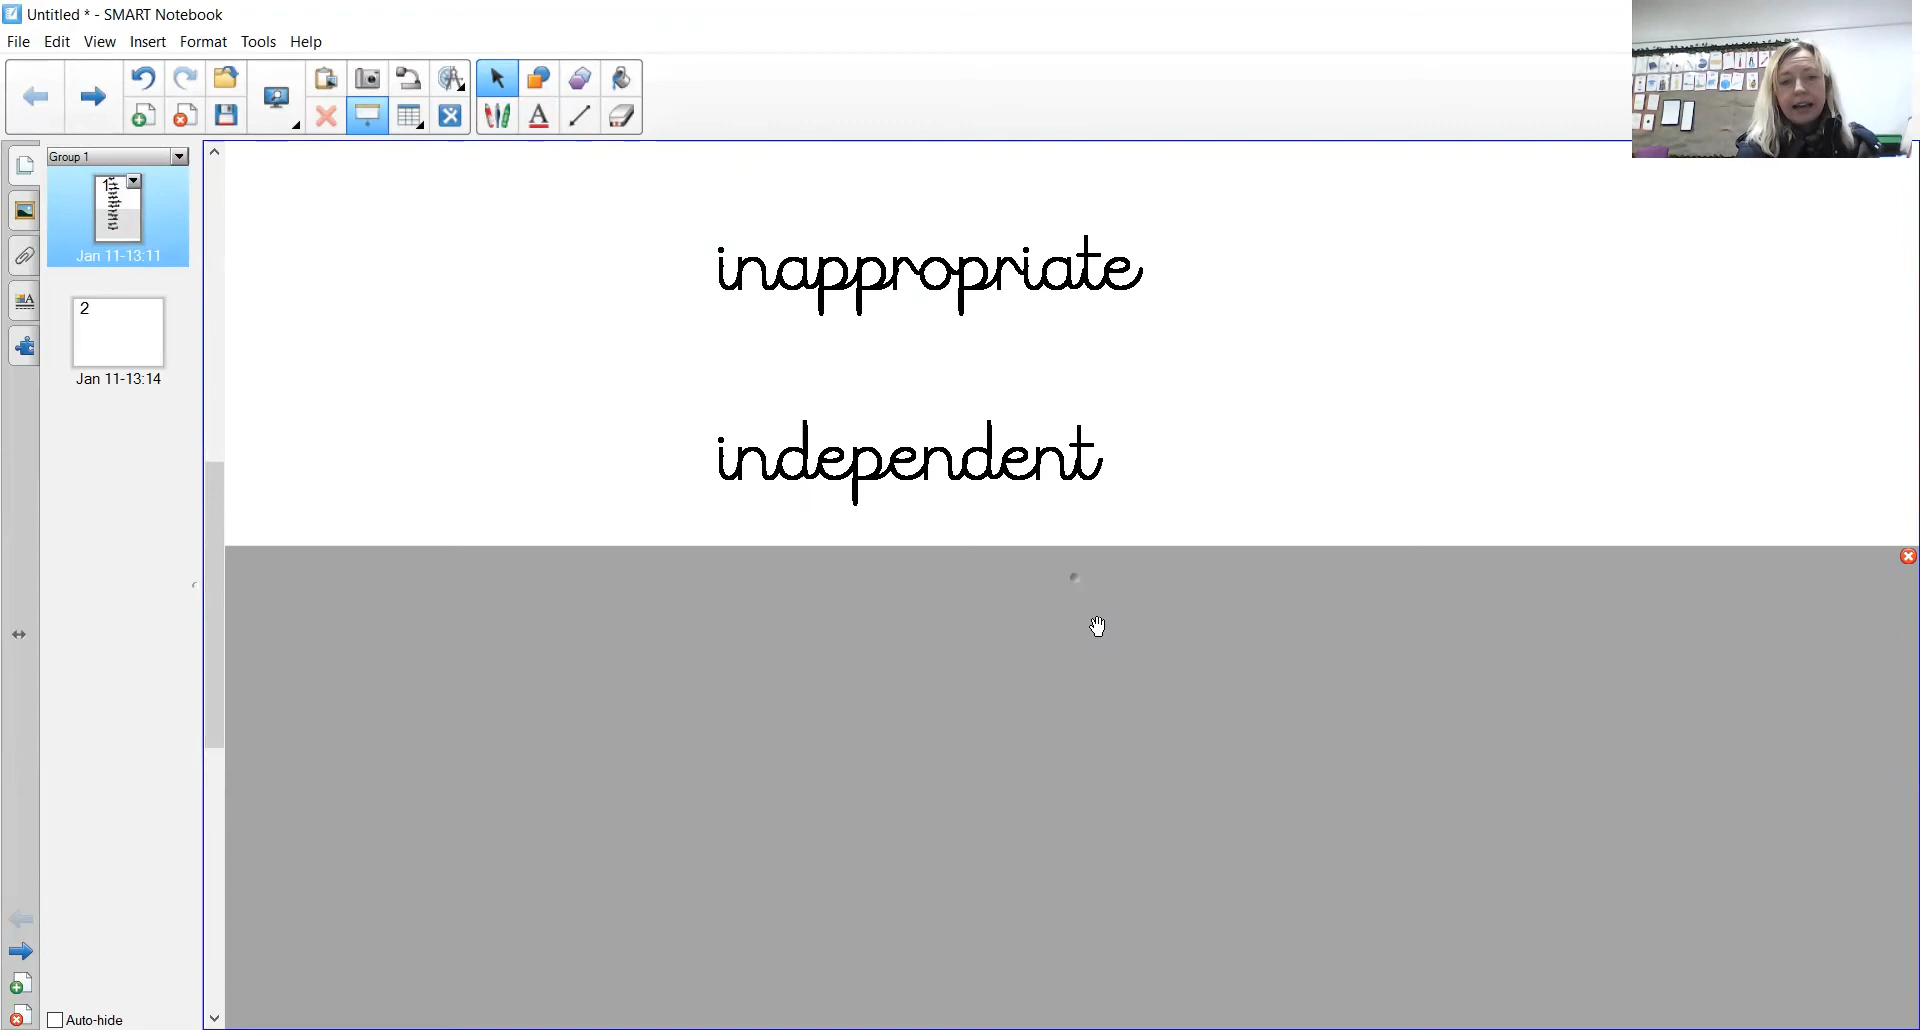 Untitled * - SMART Notebook
File Edit View Insert Format Tools Help
Group 1
1
Jan 11-13:11
2
Jan 11-13:14
inappropriate
independent
Auto-hide